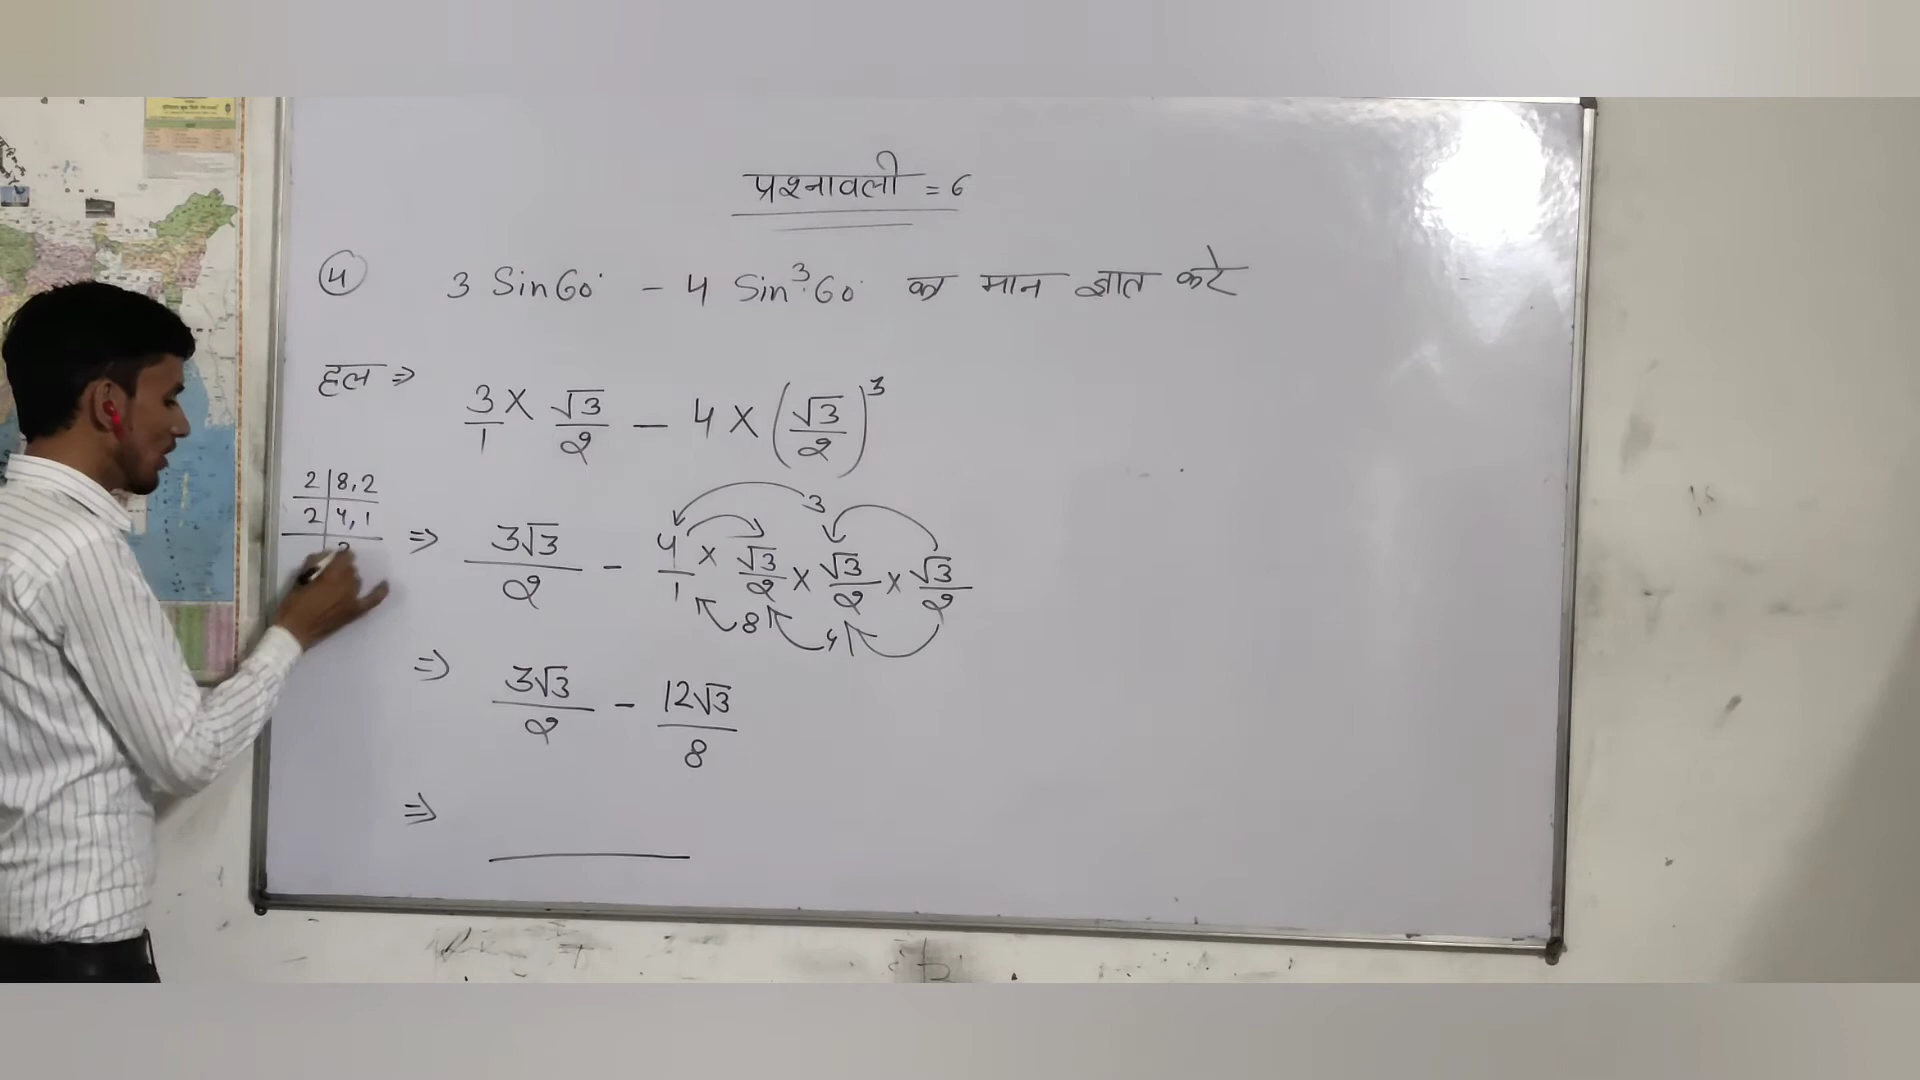 प्रश्नावली = 6
④ 3 Sin60° - 4 Sin³60° का मान ज्ञात करे
हल ⇒ 3/1 × √3/2 - 4 × (√3/2)³
2 | 8, 2
2 | 4, 1
2
⇒ 3√3/2 - 4/1 × √3/2 × √3/2 × √3/2
3
8 4
⇒ 3√3/2 - 12√3/8
⇒